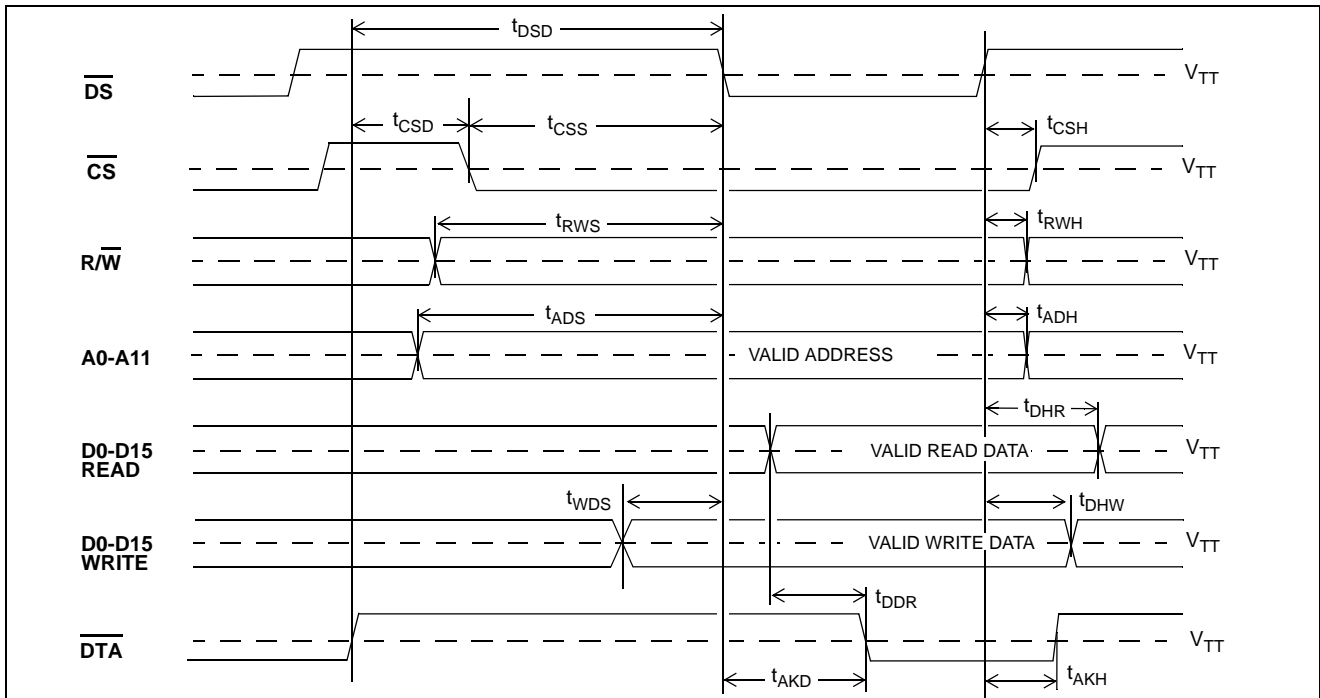 tDSD
DS
VTT
tCSD
tCSS
tCSH
CS
VTT
tRWS
tRWH
R/W
VTT
tADS
tADH
A0-A11
VALID ADDRESS
VTT
tDHR
D0-D15
READ
VALID READ DATA
VTT
tWDS
tDHW
D0-D15
WRITE
VALID WRITE DATA
VTT
tDDR
DTA
VTT
tAKD
tAKH